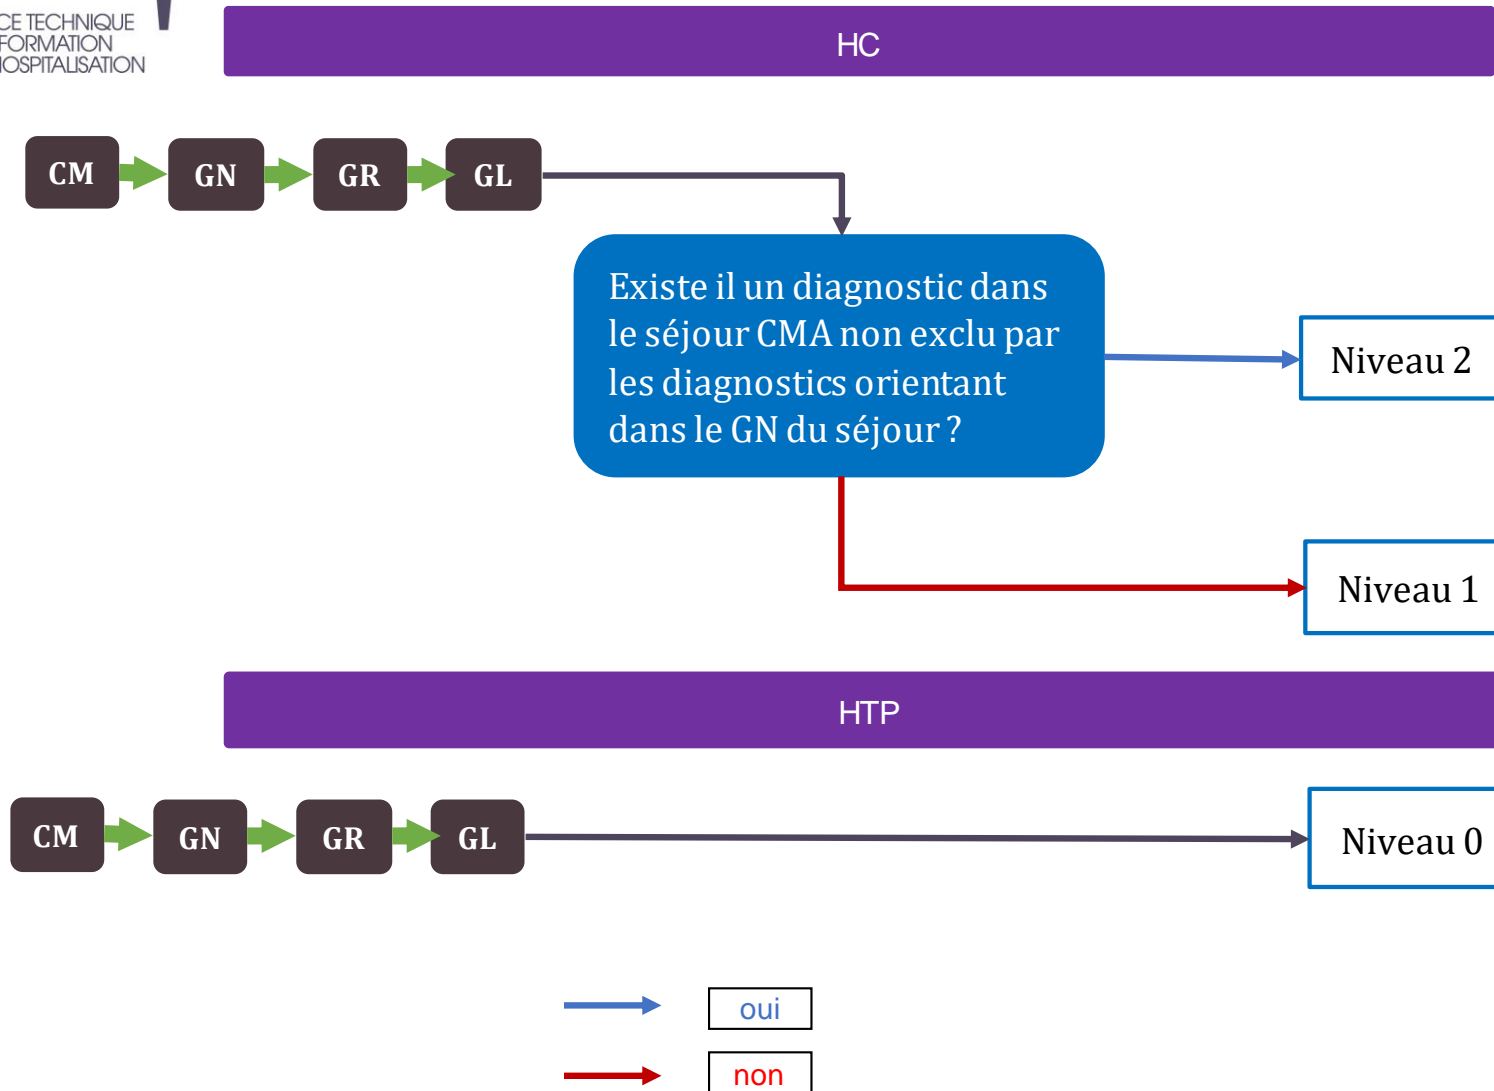 CE TECHNIQUE
FORMATION
HOSPITALISATION
HC
CM
GN
GR
GL
Existe il un diagnostic dans
le séjour CMA non exclu par
les diagnostics orientant
dans le GN du séjour ?
Niveau 2
Niveau 1
HTP
CM
GN
GR
GL
Niveau 0
oui
non